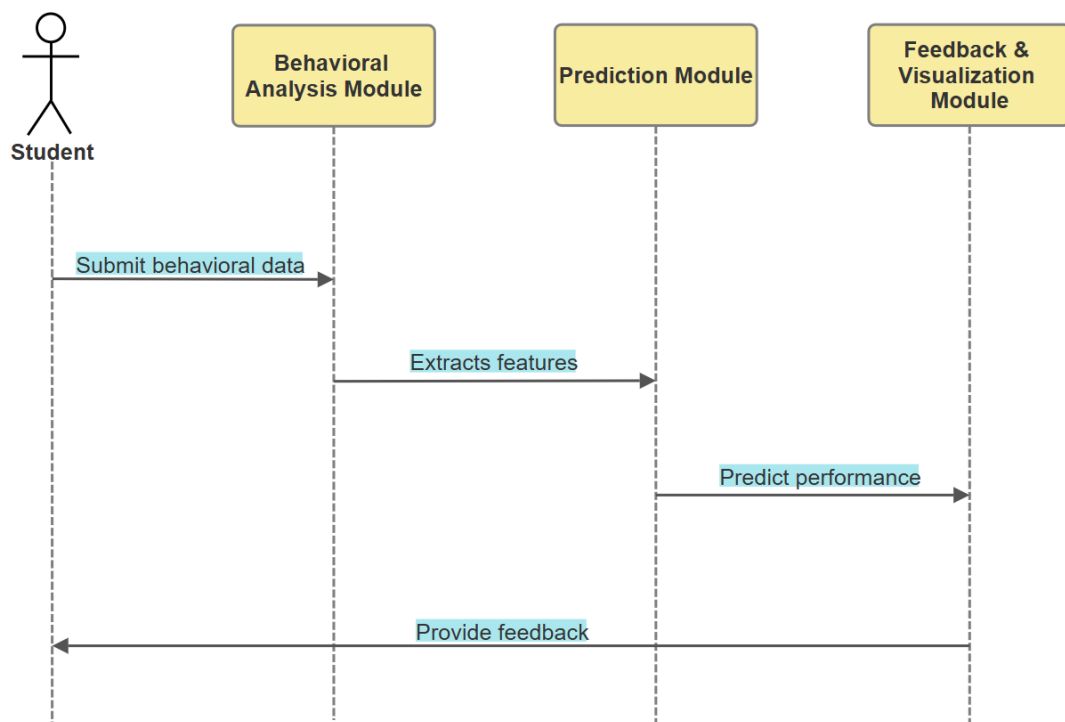 Student
Behavioral
Analysis Module
Prediction Module
Feedback &
Visualization
Module
Submit behavioral data
Extracts features
Predict performance
Provide feedback